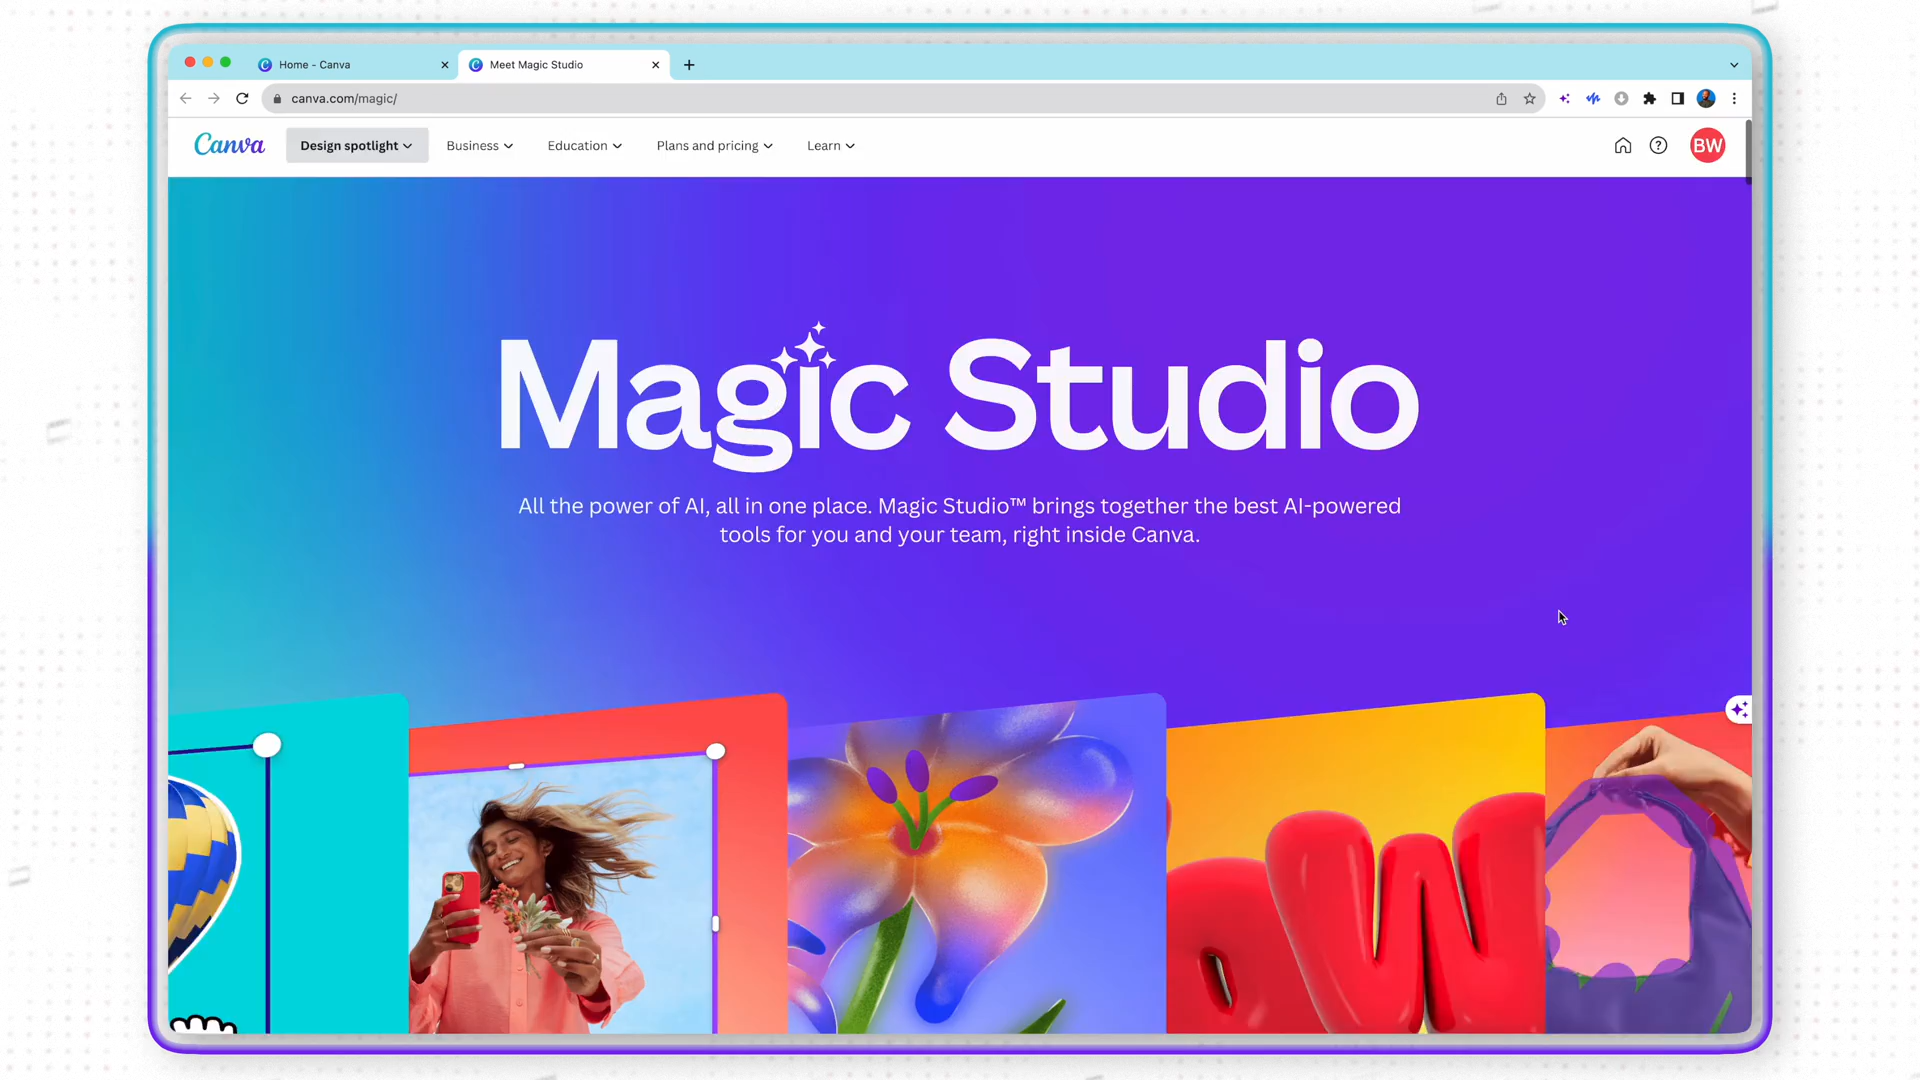 Home - Canva
Meet Magic Studio
canva.com/magic/
Canva
Design spotlight
Business
Education
Plans and pricing
Learn
BW
Magic Studio
All the power of AI, all in one place. Magic Studio™ brings together the best AI-powered
tools for you and your team, right inside Canva.
OW